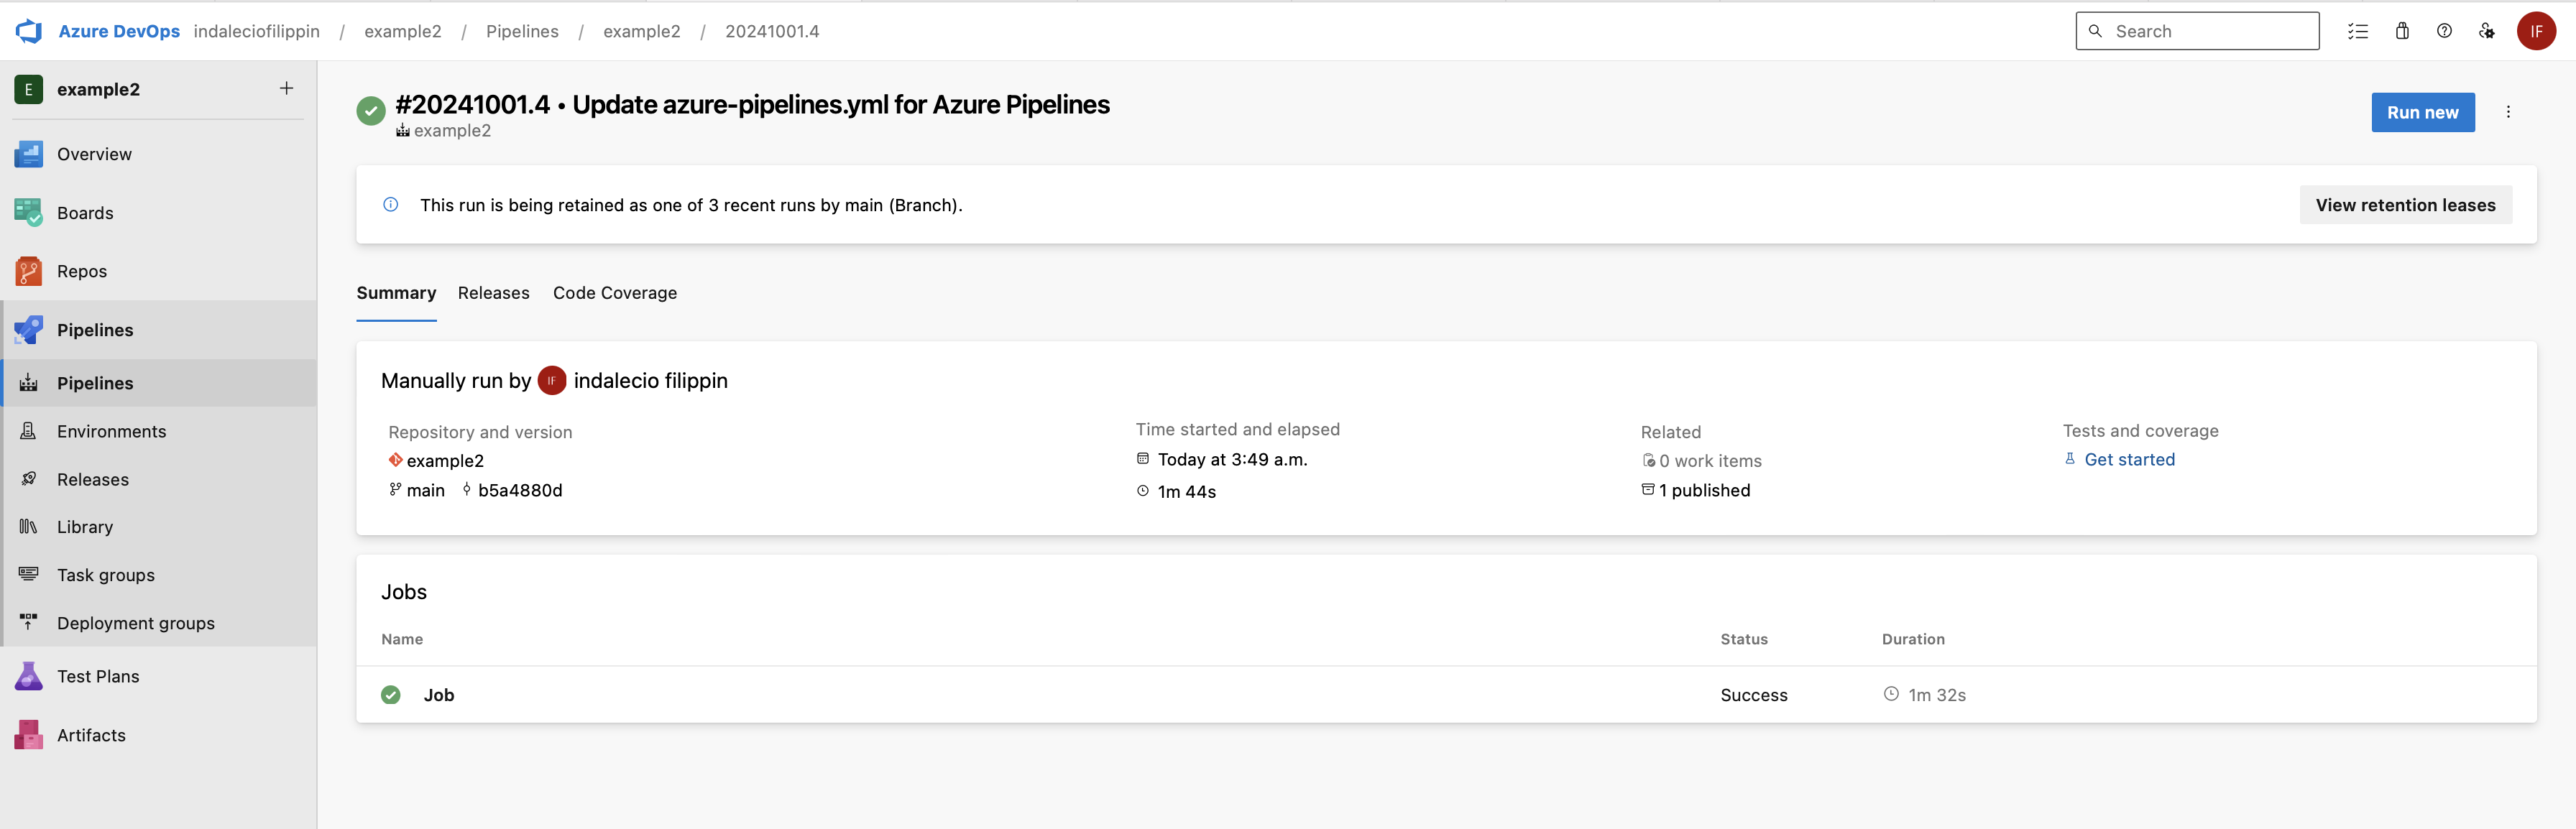 Azure DevOps indaleciofilippin / example2 / Pipelines / example2 / 20241001.4
Search
IF
E example2
Overview
Boards
Repos
Pipelines
Pipelines
Environments
Releases
Library
Task groups
Deployment groups
Test Plans
Artifacts
#20241001.4 • Update azure-pipelines.yml for Azure Pipelines
example2
Run new
This run is being retained as one of 3 recent runs by main (Branch).
View retention leases
Summary Releases Code Coverage
Manually run by IF indalecio filippin
Repository and version
example2
main b5a4880d
Time started and elapsed
Today at 3:49 a.m.
1m 44s
Related
0 work items
1 published
Tests and coverage
Get started
Jobs
Name Status Duration
Job Success 1m 32s